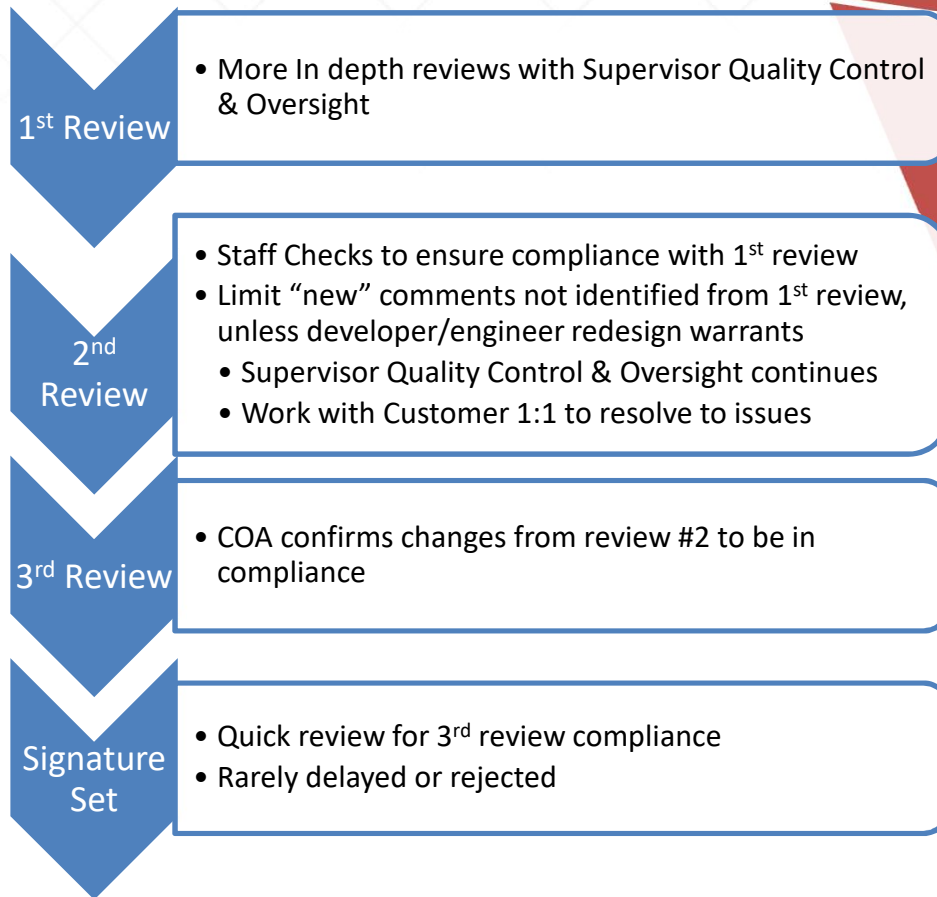 1st Review
• More In depth reviews with Supervisor Quality Control
& Oversight
2nd
Review
• Staff Checks to ensure compliance with 1st review
• Limit “new” comments not identified from 1st review,
unless developer/engineer redesign warrants
• Supervisor Quality Control & Oversight continues
• Work with Customer 1:1 to resolve to issues
3rd Review
• COA confirms changes from review #2 to be in
compliance
Signature
Set
• Quick review for 3rd review compliance
• Rarely delayed or rejected